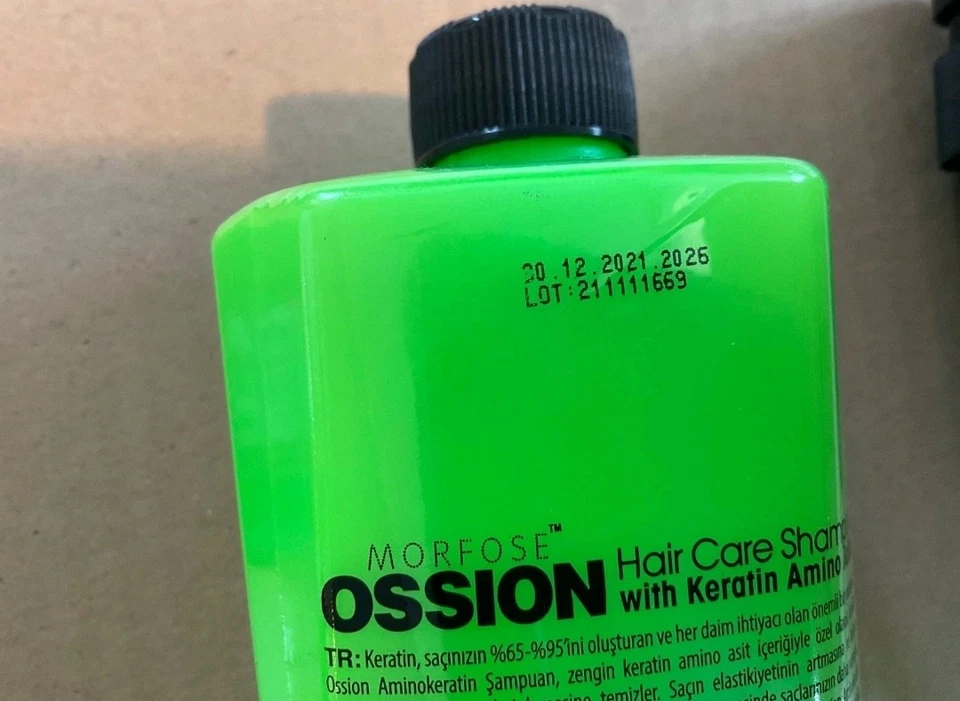 30.12.2021.2026
LOT:211111669
MORFOSE™
OSSION Hair Care
with Keratin Amino
TR: Keratin, saçınızın %65-%95'ini oluşturan ve her daim ihtiyacı olan önemli
Ossion Aminokeratin Şampuan, zengin keratin amino asit içeriğiyle özel
temizler. Saçın elastikiyetinin artmasına
saçlarınızın